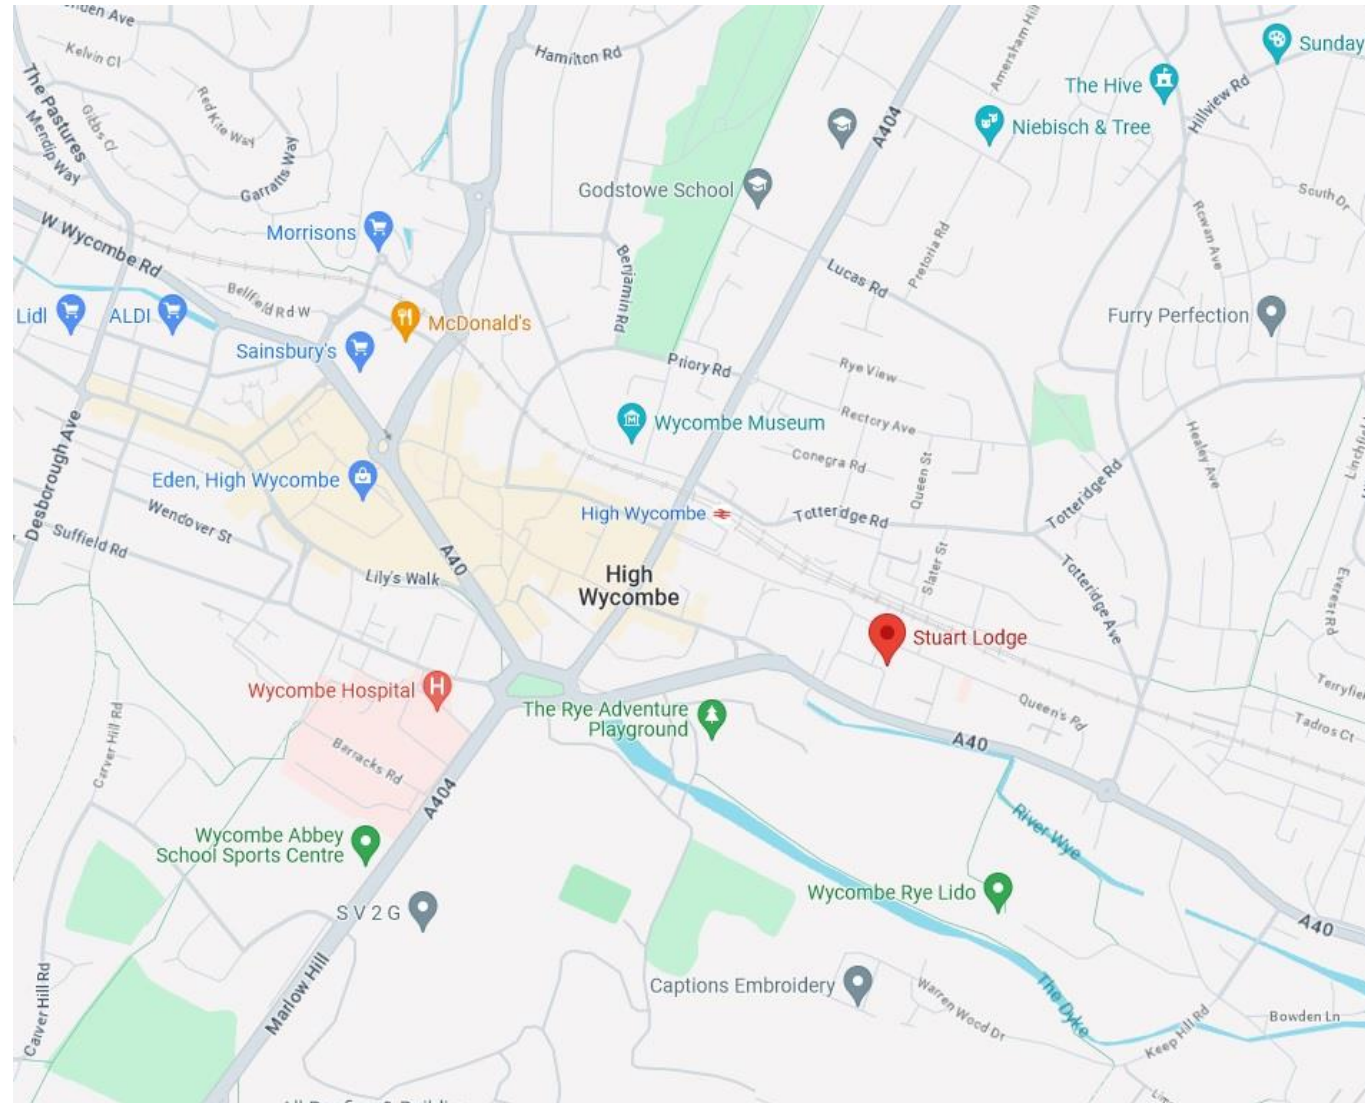 Hamilton Rd
Kelvin Cl
The Pastures
Red Kite Way
Gibbs Cl
Mendip Way
Garratts Way
Amersham Hill
Sunday
The Hive
Hillview Rd
Niebisch & Tree
A404
Godstowe School
South Dr
Rowan Ave
Pretoria Rd
Lucas Rd
Morrisons
W Wycombe Rd
Benjamin Rd
Bellfield Rd W
Lidl
ALDI
McDonald's
Furry Perfection
Sainsbury's
Priory Rd
Rye View
Wycombe Museum
Rectory Ave
Conegra Rd
Queen St
Healey Ave
Desborough Ave
Eden, High Wycombe
Totteridge Rd
Wendover St
High Wycombe
Totteridge Rd
Suffield Rd
A40
Lily's Walk
High
Wycombe
Slater St
Totteridge Ave
Everest Rd
Stuart Lodge
Wycombe Hospital
The Rye Adventure
Playground
Queen's Rd
Tadros Ct
A40
Carver Hill Rd
Barracks Rd
A404
River Wye
Wycombe Abbey
School Sports Centre
Wycombe Rye Lido
S V 2 G
A40
Marlow Hill
Captions Embroidery
Warren Wood Dr
The Dyke
Carver Hill Rd
Bowden Ln
Keep Hill Rd